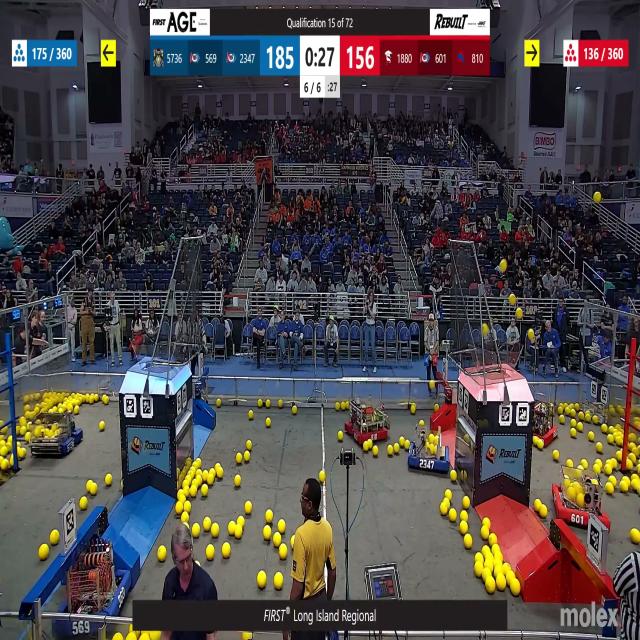 FIRST AGE
Qualification 15 of 72
REBUILT
175 / 360
5736 569 2347 185 0:27 156 1880 601 810
136 / 360
6 / 6 :27
BIMBO
REBUILT
REBUILT
2347
601
569
FIRST® Long Island Regional
molex